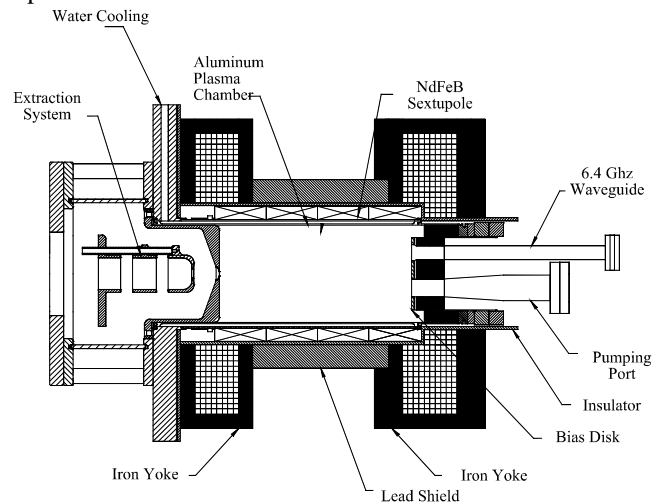 Water Cooling
Aluminum
Plasma
Chamber
NdFeB
Sextupole
Extraction
System
6.4 Ghz
Waveguide
Pumping
Port
Insulator
Bias Disk
Iron Yoke
Iron Yoke
Lead Shield